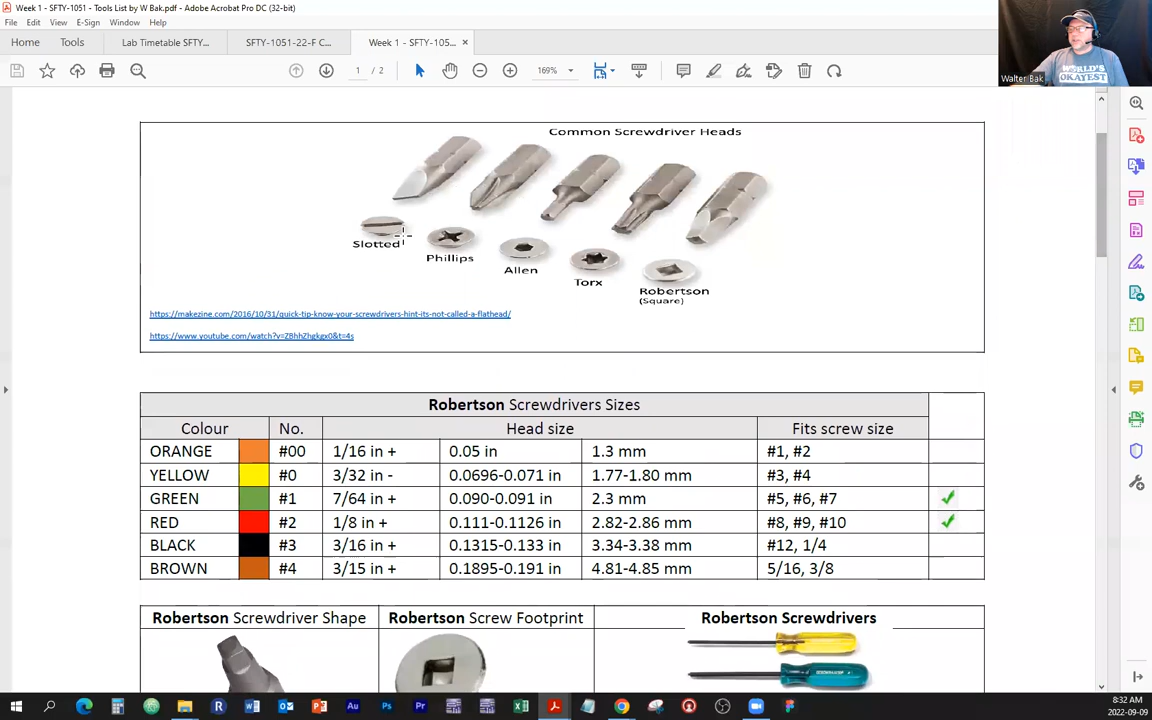 Week 1 - SFTY-1051 - Tools List by W Bak.pdf - Adobe Acrobat Pro DC (32-bit)
File Edit View E-Sign Window Help
Home Tools Lab Timetable SFTY... SFTY-1051-22-F C... Week 1 - SFTY-105... ×
1 / 2 169%
WORLD'S
OKAYEST
Walter Bak
Common Screwdriver Heads
Slotted
Phillips
Allen
Torx
Robertson
(Square)
https://makezine.com/2016/10/31/quick-tip-know-your-screwdrivers-hint-its-not-called-a-flathead/
https://www.youtube.com/watch?v=ZBhhZhgkgx0&t=4s
Robertson Screwdrivers Sizes
Colour No. Head size Fits screw size
ORANGE #00 1/16 in + 0.05 in 1.3 mm #1, #2
YELLOW #0 3/32 in - 0.0696-0.071 in 1.77-1.80 mm #3, #4
GREEN #1 7/64 in + 0.090-0.091 in 2.3 mm #5, #6, #7
RED #2 1/8 in + 0.111-0.1126 in 2.82-2.86 mm #8, #9, #10
BLACK #3 3/16 in + 0.1315-0.133 in 3.34-3.38 mm #12, 1/4
BROWN #4 3/15 in + 0.1895-0.191 in 4.81-4.85 mm 5/16, 3/8
Robertson Screwdriver Shape Robertson Screw Footprint Robertson Screwdrivers
8:32 AM
2022-09-09